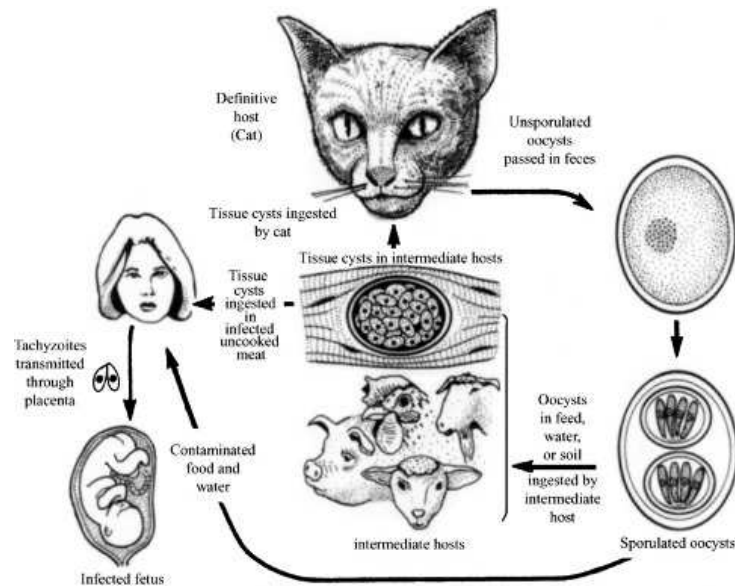 Definitive
host
(Cat)
Unsporulated
oocysts
passed in feces
Tissue cysts ingested
by cat
Tissue cysts in intermediate hosts
Tissue
cysts
ingested
in
infected
uncooked
meat
Tachyzoites
transmitted
through
placenta
Oocysts
in feed,
water,
or soil
ingested by
intermediate
host
Contaminated
food and
water
intermediate hosts
Sporulated oocysts
Infected fetus